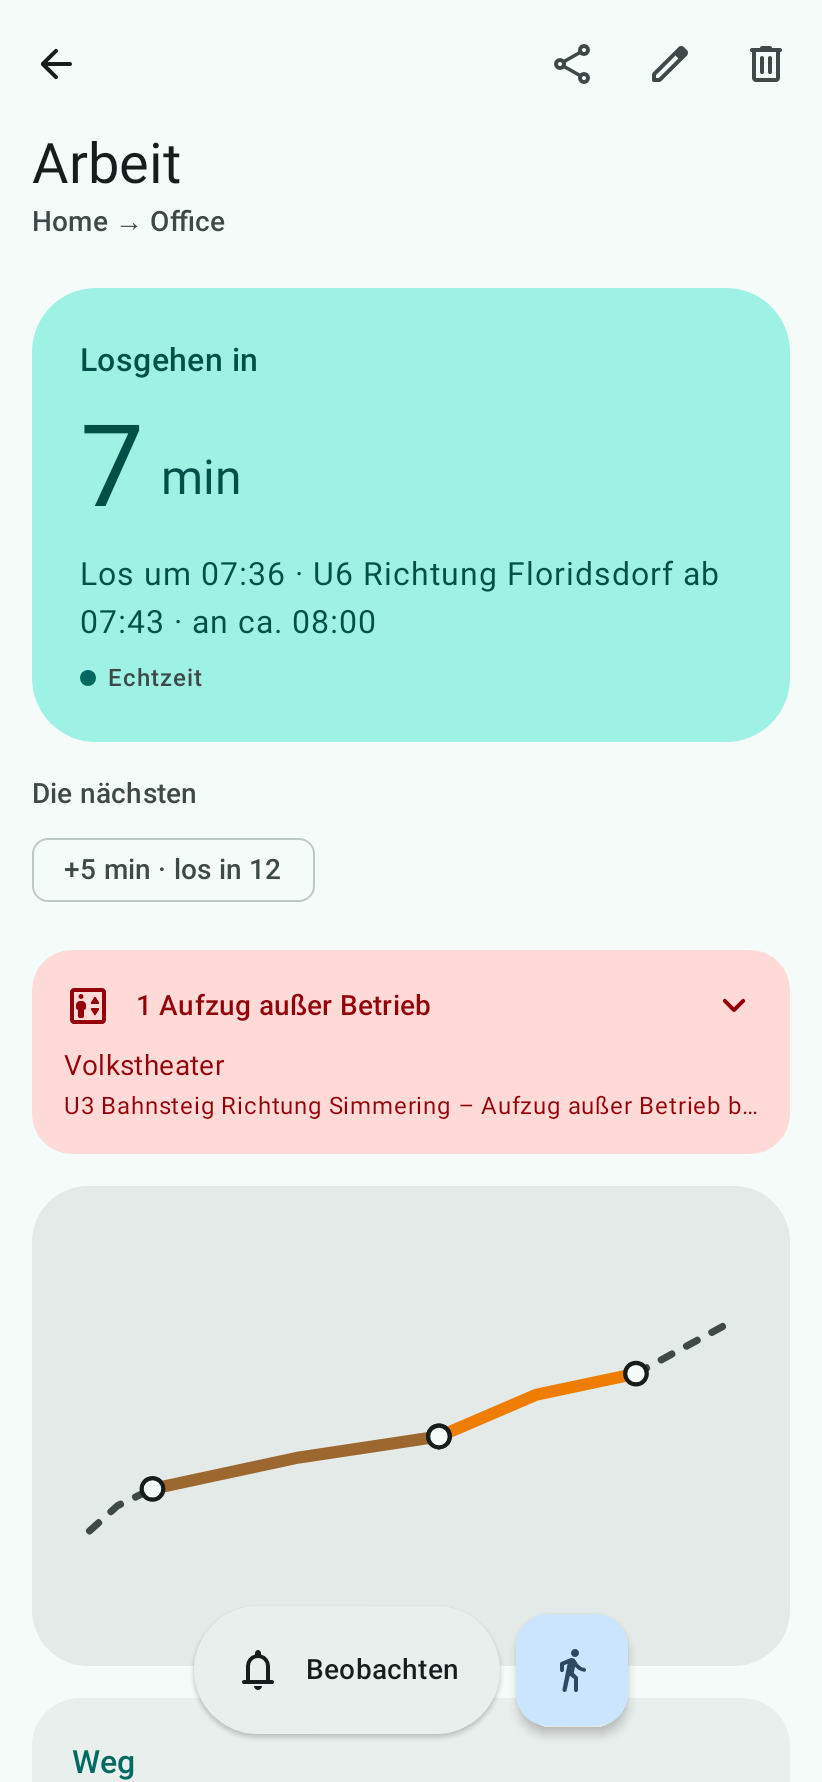 Arbeit
Home → Office
Losgehen in
7 min
Los um 07:36 · U6 Richtung Floridsdorf ab
07:43 · an ca. 08:00
Echtzeit
Die nächsten
+5 min · los in 12
1 Aufzug außer Betrieb
Volkstheater
U3 Bahnsteig Richtung Simmering – Aufzug außer Betrieb b…
Beobachten
Weg